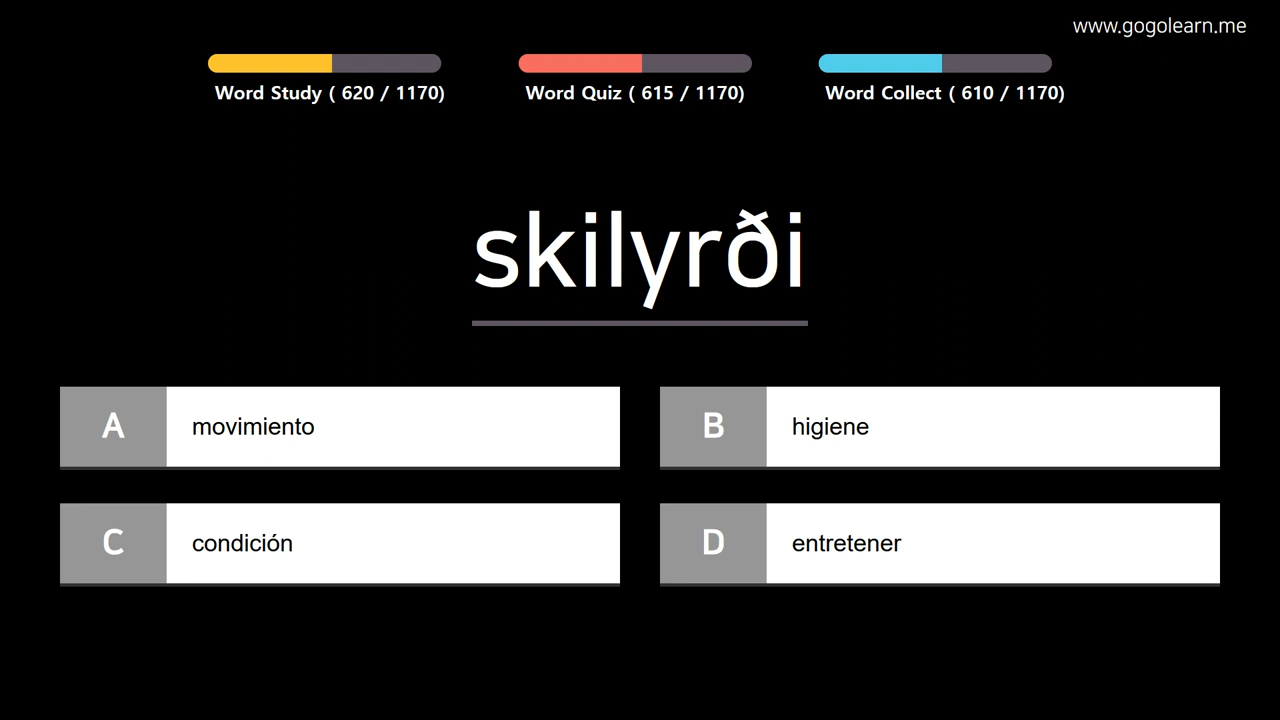 www.gogolearn.me
Word Study ( 620 / 1170)
Word Quiz ( 615 / 1170)
Word Collect ( 610 / 1170)
skilyrði
A movimiento
B higiene
C condición
D entretener